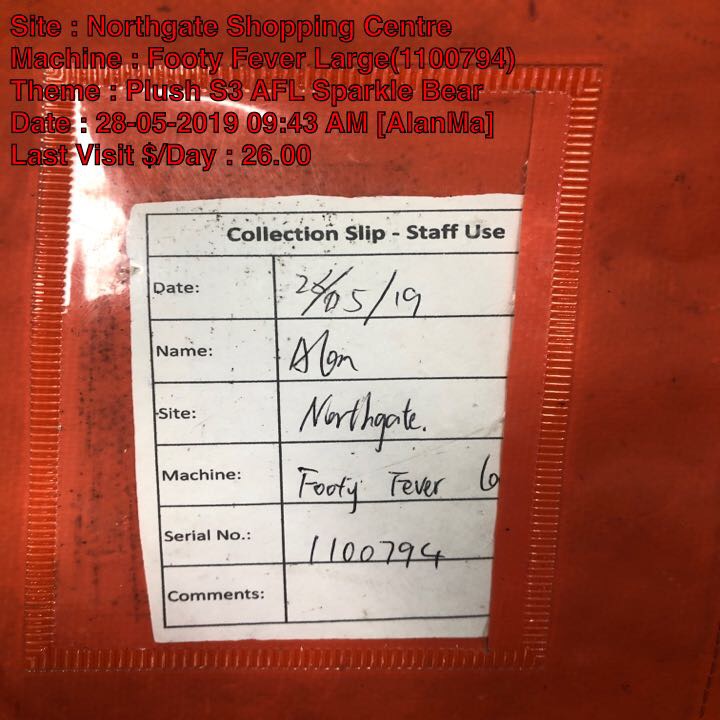 Site : Northgate Shopping Centre
Machine : Footy Fever Large(1100794)
Theme : Plush S3 AFL Sparkle Bear
Date : 28-05-2019 09:43 AM [AlanMa]
Last Visit $/Day : 26.00
Collection Slip - Staff Use
Date: 28/05/19
Name: Alan
Site: Northgate.
Machine: Footy Fever
Serial No.: 1100794
Comments: